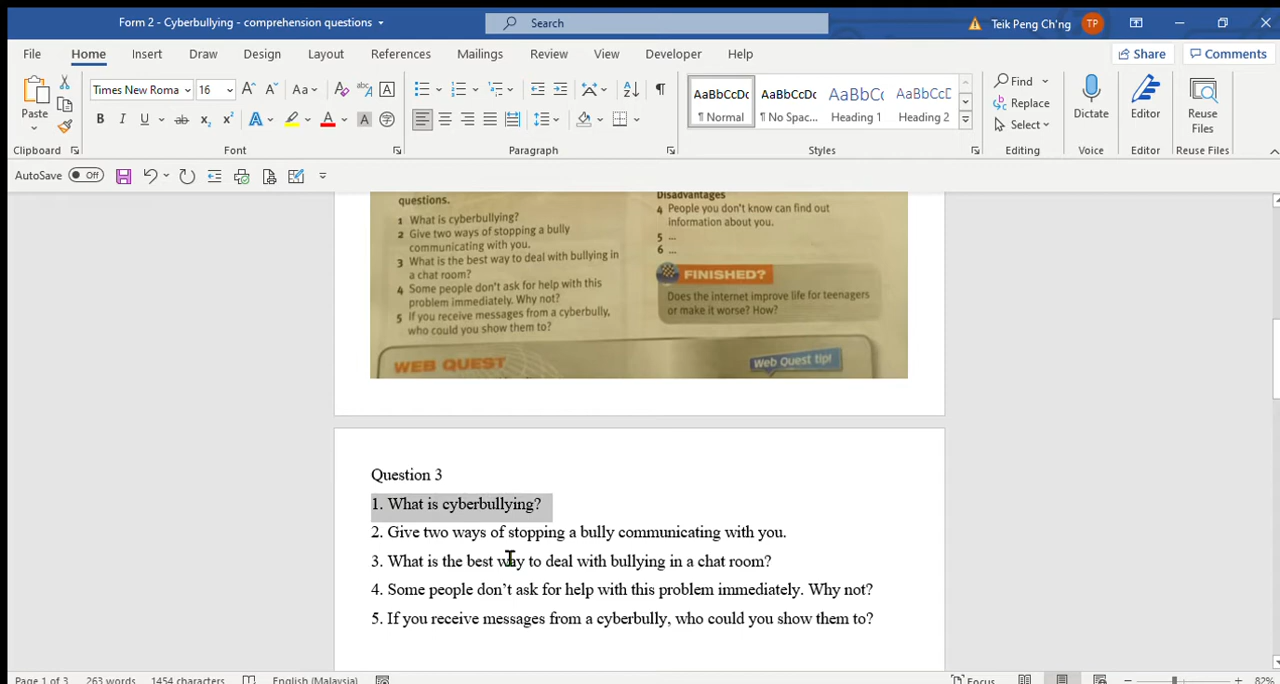 Form 2 - Cyberbullying - comprehension questions
Search
Teik Peng Ch'ng TP
File Home Insert Draw Design Layout References Mailings Review View Developer Help
Share Comments
Times New Roma 16
Paste
AaBbCcDc AaBbCcDc AaBbC( AaBbCcD
¶ Normal ¶ No Spac... Heading 1 Heading 2
Find
Replace
Select
Dictate
Editor
Reuse Files
Clipboard Font Paragraph Styles Editing Voice Editor Reuse Files
AutoSave Off
questions.
1 What is cyberbullying?
2 Give two ways of stopping a bully
communicating with you.
3 What is the best way to deal with bullying in
a chat room?
4 Some people don't ask for help with this
problem immediately. Why not?
5 If you receive messages from a cyberbully,
who could you show them to?
Disadvantages
4 People you don't know can find out
information about you.
5 ...
6 ...
FINISHED?
Does the internet improve life for teenagers
or make it worse? How?
WEB QUEST
Web Quest tip!
Question 3
1. What is cyberbullying?
2. Give two ways of stopping a bully communicating with you.
3. What is the best way to deal with bullying in a chat room?
4. Some people don't ask for help with this problem immediately. Why not?
5. If you receive messages from a cyberbully, who could you show them to?
Page 1 of 3 263 words 1454 characters English (Malaysia) Focus 82%